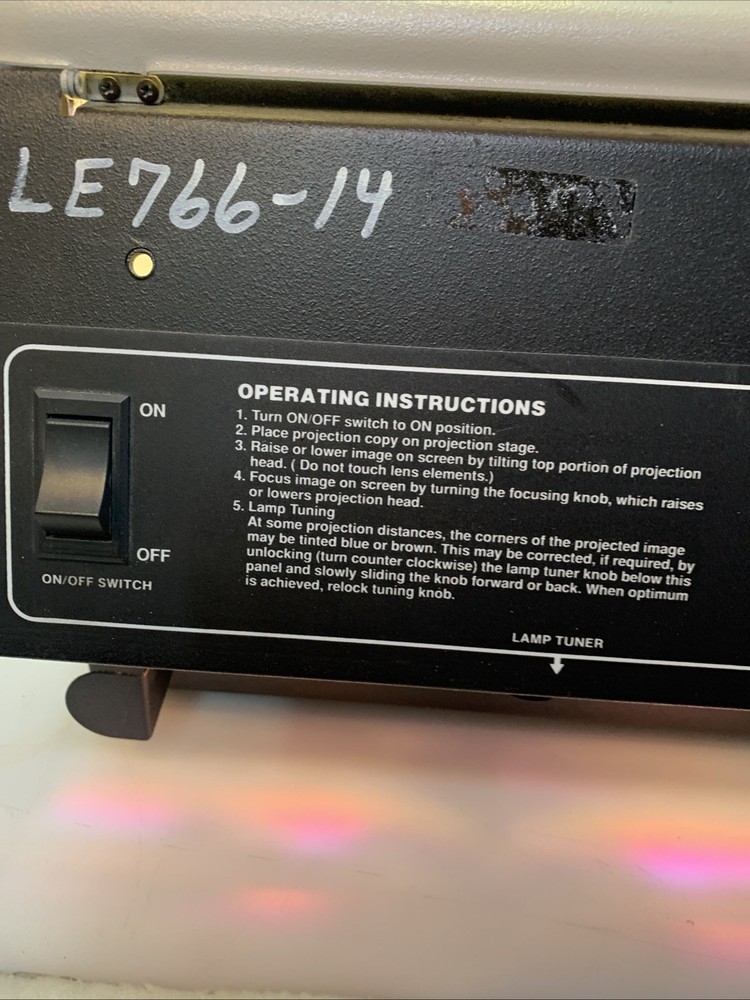 LE766-14
ON
OFF
ON/OFF SWITCH
OPERATING INSTRUCTIONS
1. Turn ON/OFF switch to ON position.
2. Place projection copy on projection stage.
3. Raise or lower image on screen by tilting top portion of projection
head. ( Do not touch lens elements.)
4. Focus image on screen by turning the focusing knob, which raises
or lowers projection head.
5. Lamp Tuning
At some projection distances, the corners of the projected image
may be tinted blue or brown. This may be corrected, if required, by
unlocking (turn counter clockwise) the lamp tuner knob below this
panel and slowly sliding the knob forward or back. When optimum
is achieved, relock tuning knob.
LAMP TUNER